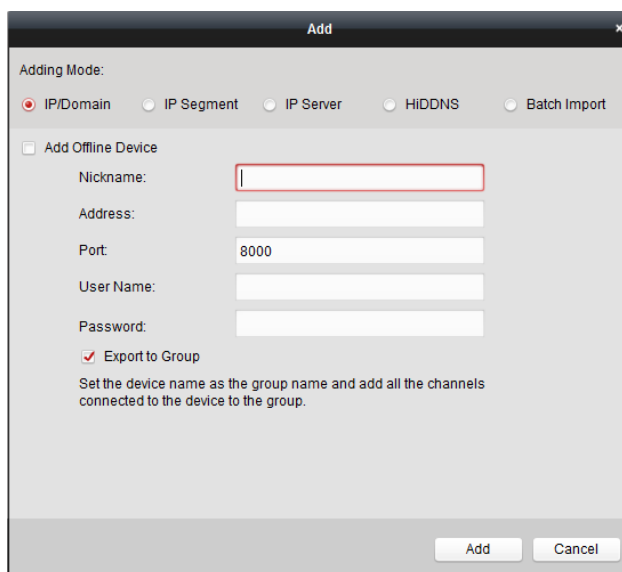 Add
Adding Mode:
IP/Domain IP Segment IP Server HiDDNS Batch Import
Add Offline Device
Nickname:
Address:
Port: 8000
User Name:
Password:
Export to Group
Set the device name as the group name and add all the channels
connected to the device to the group.
Add Cancel